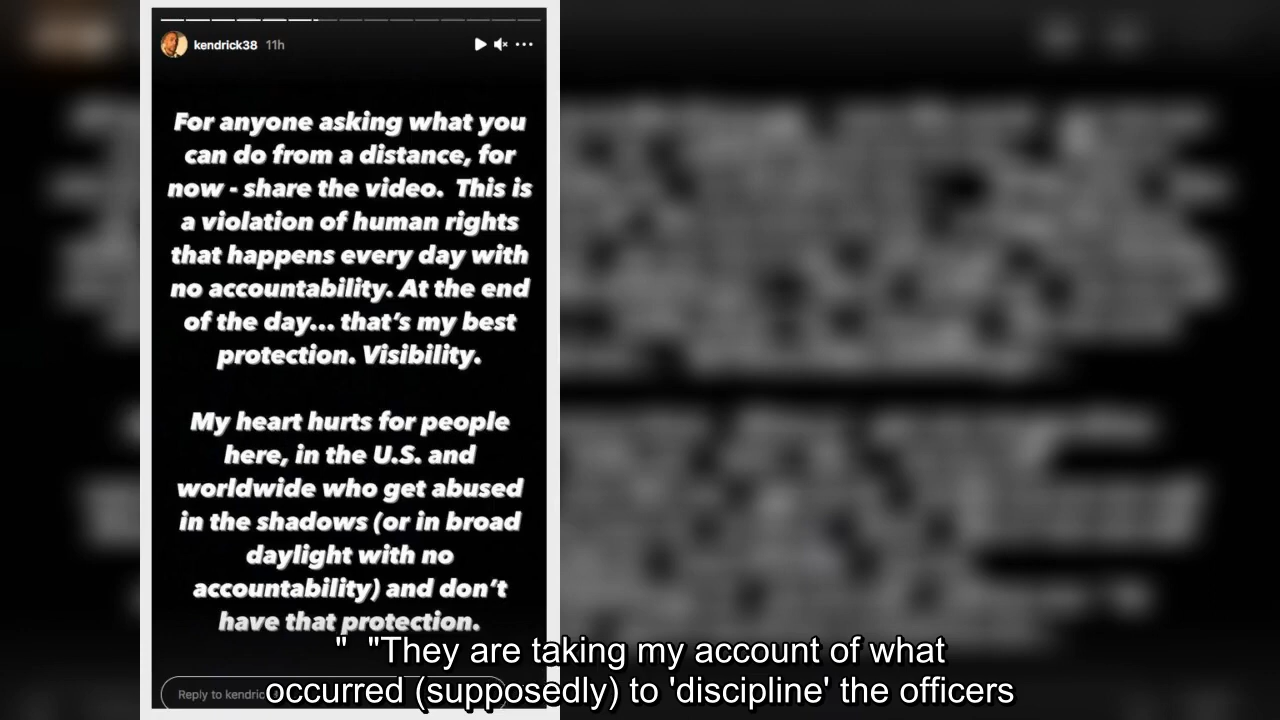 kendrick38 11h
For anyone asking what you
can do from a distance, for
now - share the video. This is
a violation of human rights
that happens every day with
no accountability. At the end
of the day... that's my best
protection. Visibility.
My heart hurts for people
here, in the U.S. and
worldwide who get abused
in the shadows (or in broad
daylight with no
accountability) and don't
have that protection.
" "They are taking my account of what
Reply to
occurred (supposedly) to 'discipline' the officers